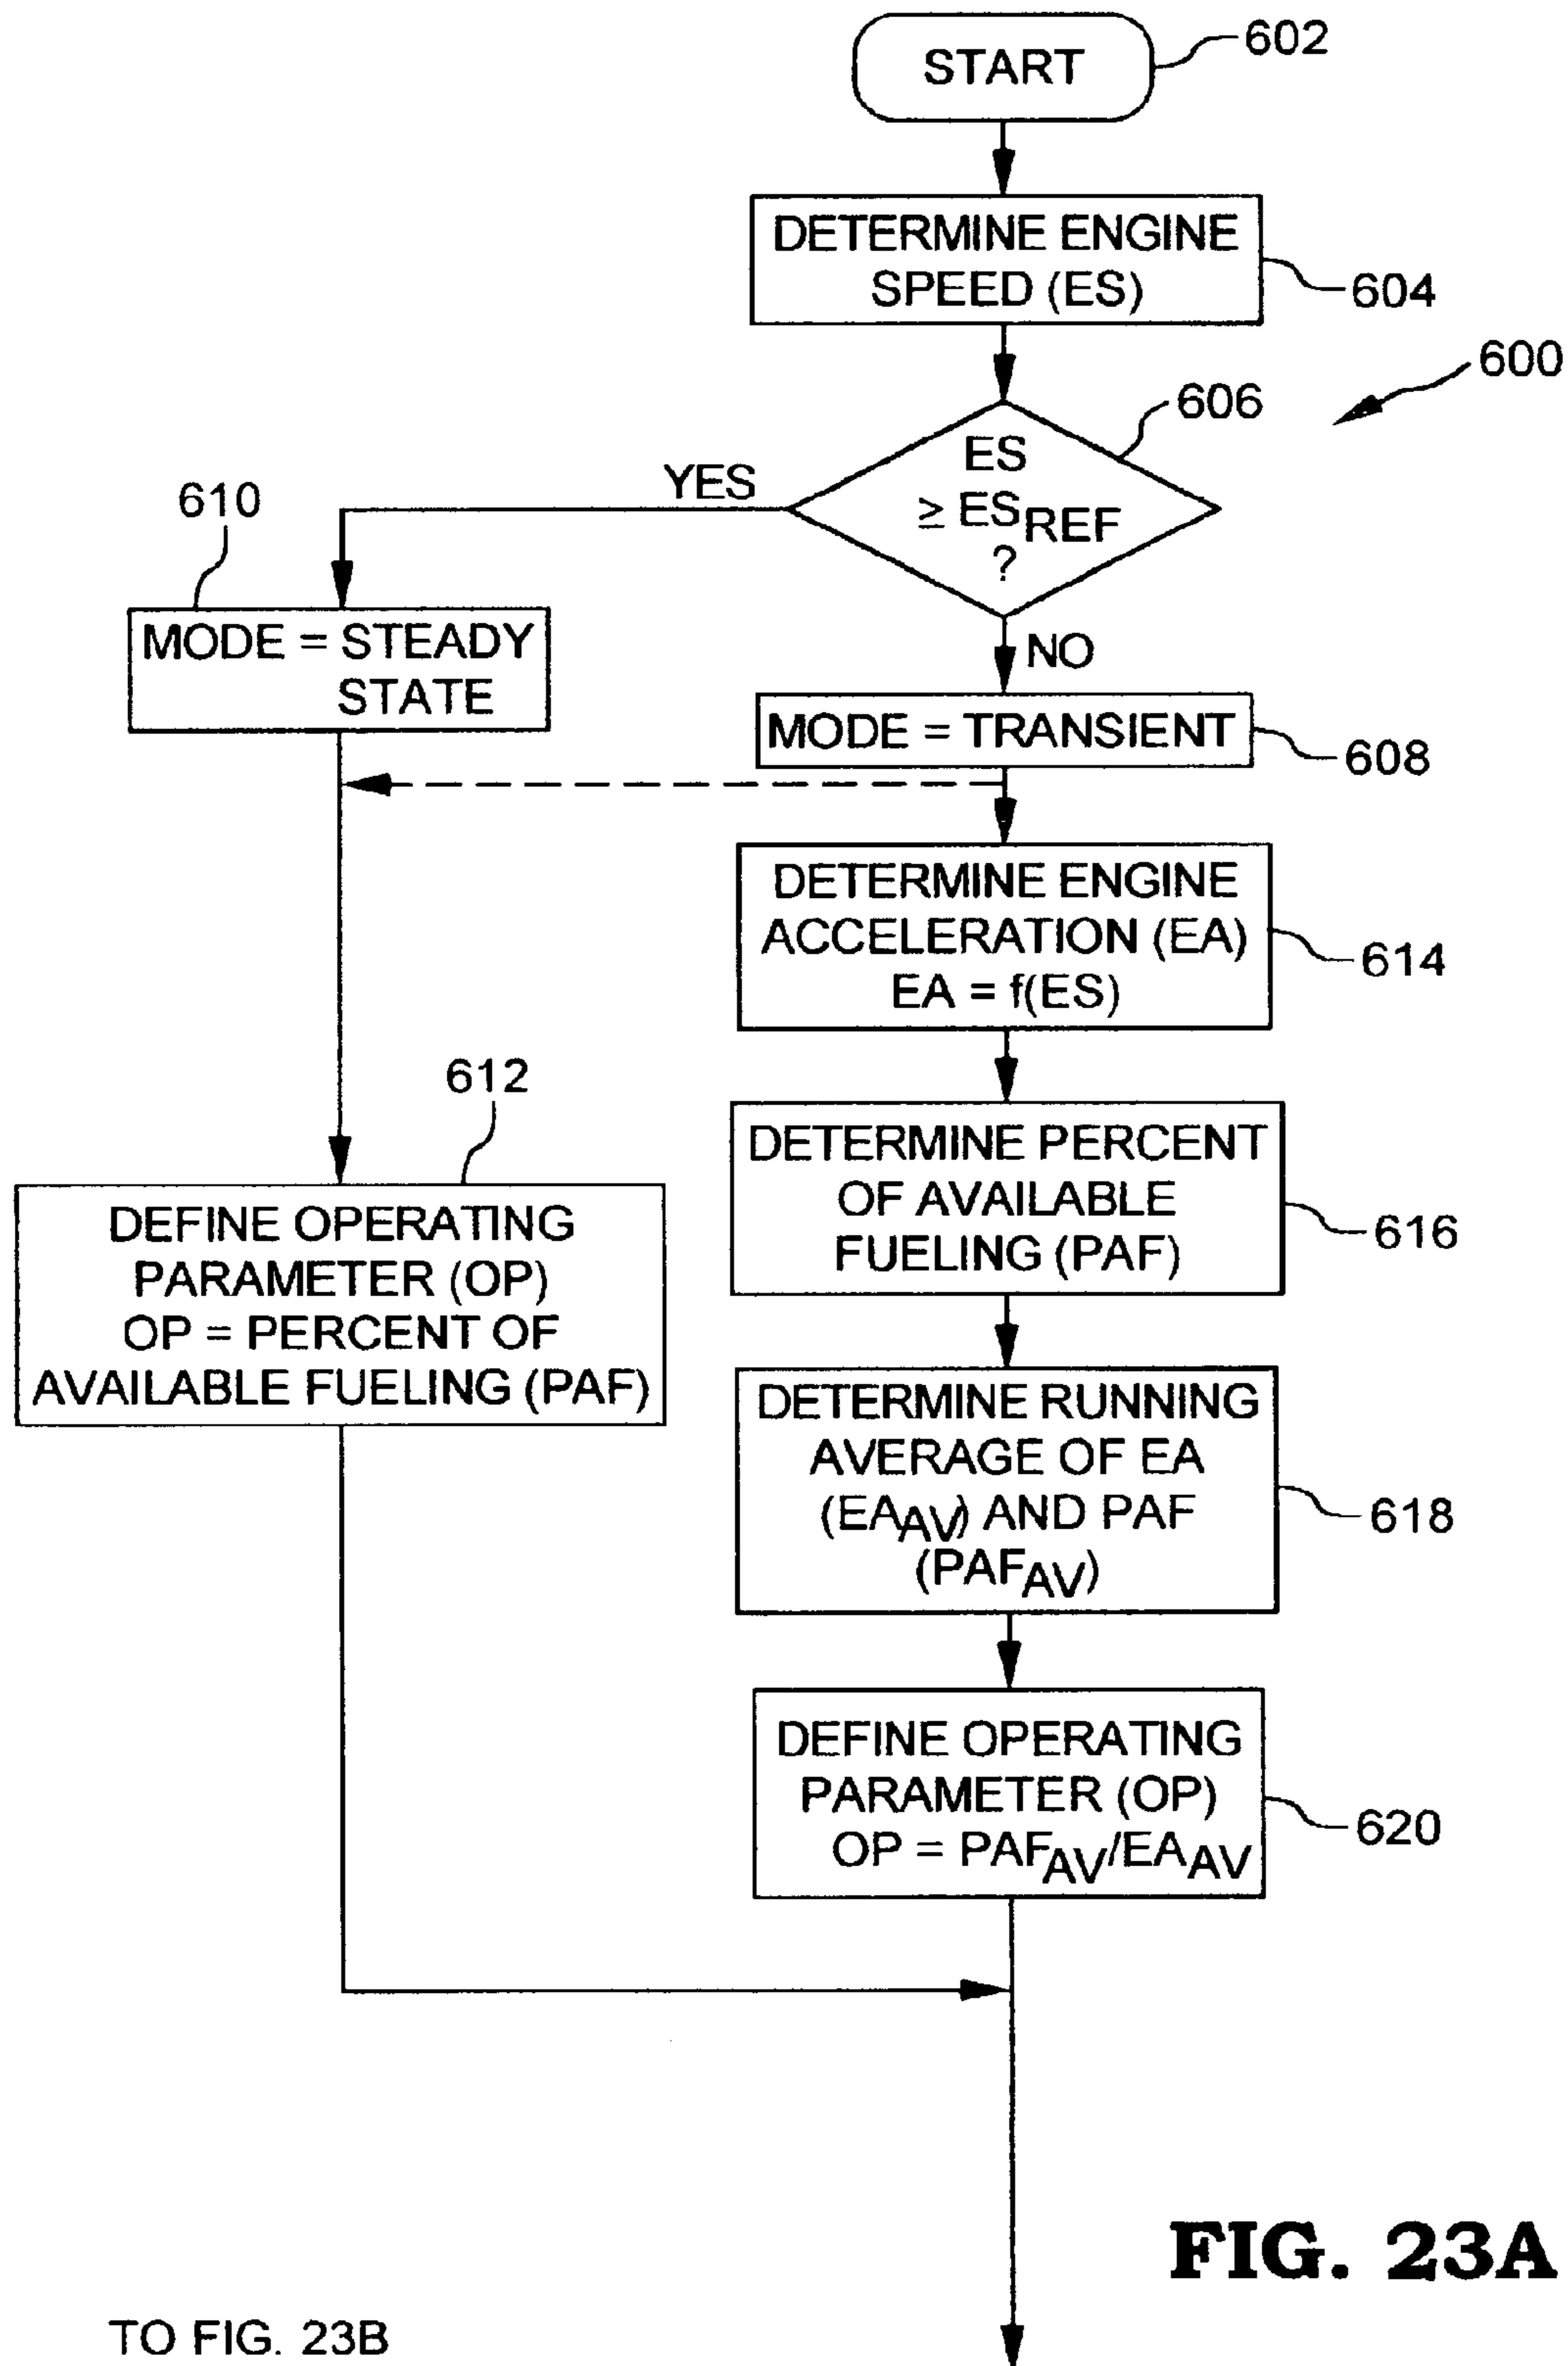 START
602
DETERMINE ENGINE
SPEED (ES)
604
600
606
ES
≥ ESREF
?
YES
NO
610
MODE = STEADY
STATE
MODE = TRANSIENT
608
DETERMINE ENGINE
ACCELERATION (EA)
EA = f(ES)
614
612
DEFINE OPERATING
PARAMETER (OP)
OP = PERCENT OF
AVAILABLE FUELING (PAF)
DETERMINE PERCENT
OF AVAILABLE
FUELING (PAF)
616
DETERMINE RUNNING
AVERAGE OF EA
(EAAV) AND PAF
(PAFAV)
618
DEFINE OPERATING
PARAMETER (OP)
OP = PAFAV/EAAV
620
FIG. 23A
TO FIG. 23B